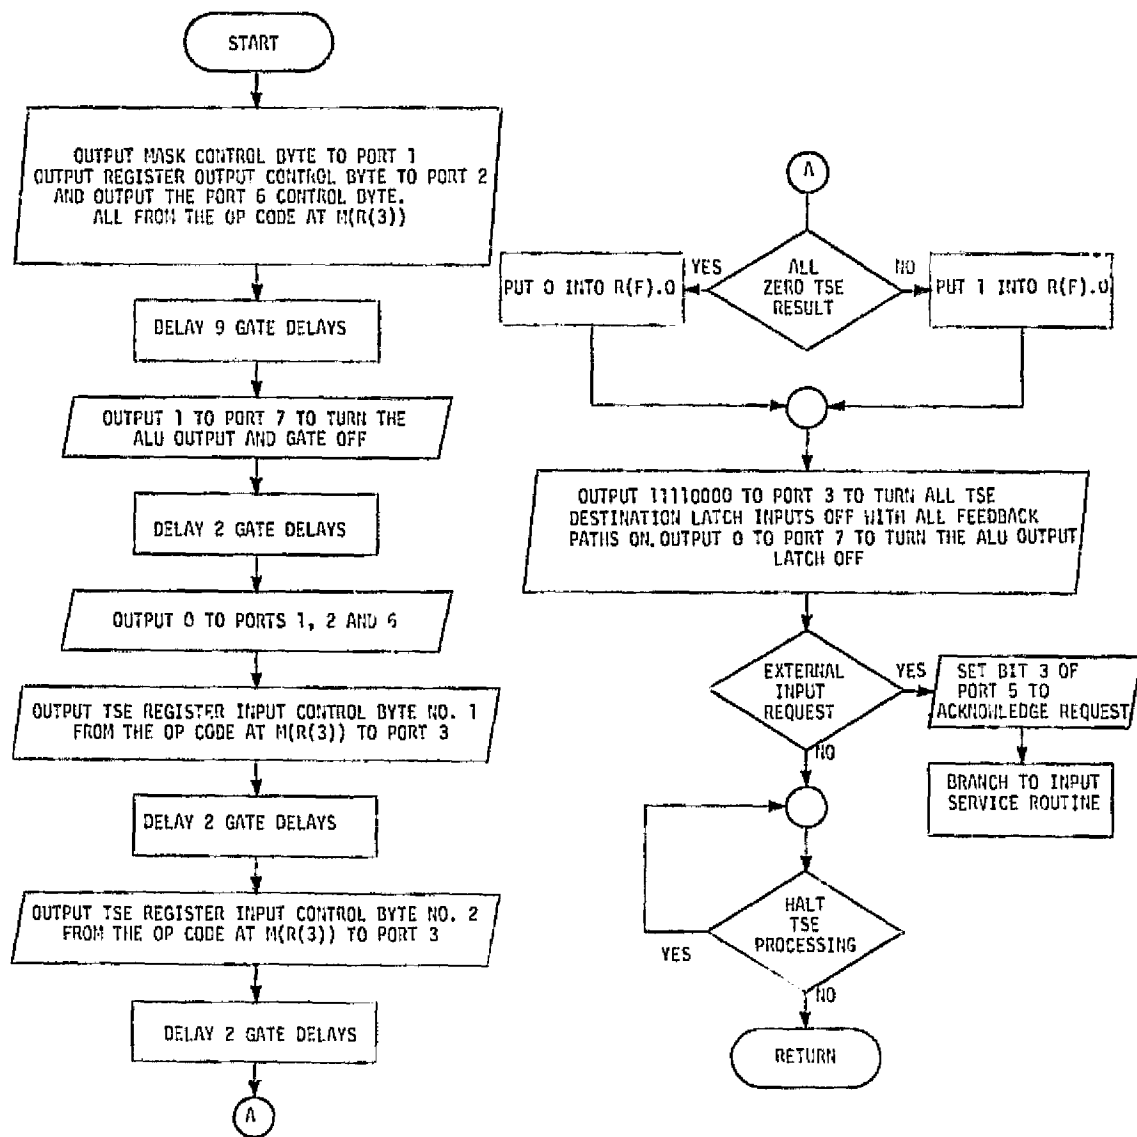 START
OUTPUT MASK CONTROL BYTE TO PORT 1
OUTPUT REGISTER OUTPUT CONTROL BYTE TO PORT 2
AND OUTPUT THE PORT 6 CONTROL BYTE.
ALL FROM THE OP CODE AT M(R(3))
DELAY 9 GATE DELAYS
OUTPUT 1 TO PORT 7 TO TURN THE
ALU OUTPUT AND GATE OFF
DELAY 2 GATE DELAYS
OUTPUT 0 TO PORTS 1, 2 AND 6
OUTPUT TSE REGISTER INPUT CONTROL BYTE NO. 1
FROM THE OP CODE AT M(R(3)) TO PORT 3
DELAY 2 GATE DELAYS
OUTPUT TSE REGISTER INPUT CONTROL BYTE NO. 2
FROM THE OP CODE AT M(R(3)) TO PORT 3
DELAY 2 GATE DELAYS
A
A
ALL
ZERO TSE
RESULT
YES
NO
PUT 0 INTO R(F).0
PUT 1 INTO R(F).0
OUTPUT 11110000 TO PORT 3 TO TURN ALL TSE
DESTINATION LATCH INPUTS OFF WITH ALL FEEDBACK
PATHS ON. OUTPUT 0 TO PORT 7 TO TURN THE ALU OUTPUT
LATCH OFF
EXTERNAL
INPUT
REQUEST
YES
NO
SET BIT 3 OF
PORT 5 TO
ACKNOWLEDGE REQUEST
BRANCH TO INPUT
SERVICE ROUTINE
HALT
TSE
PROCESSING
YES
NO
RETURN